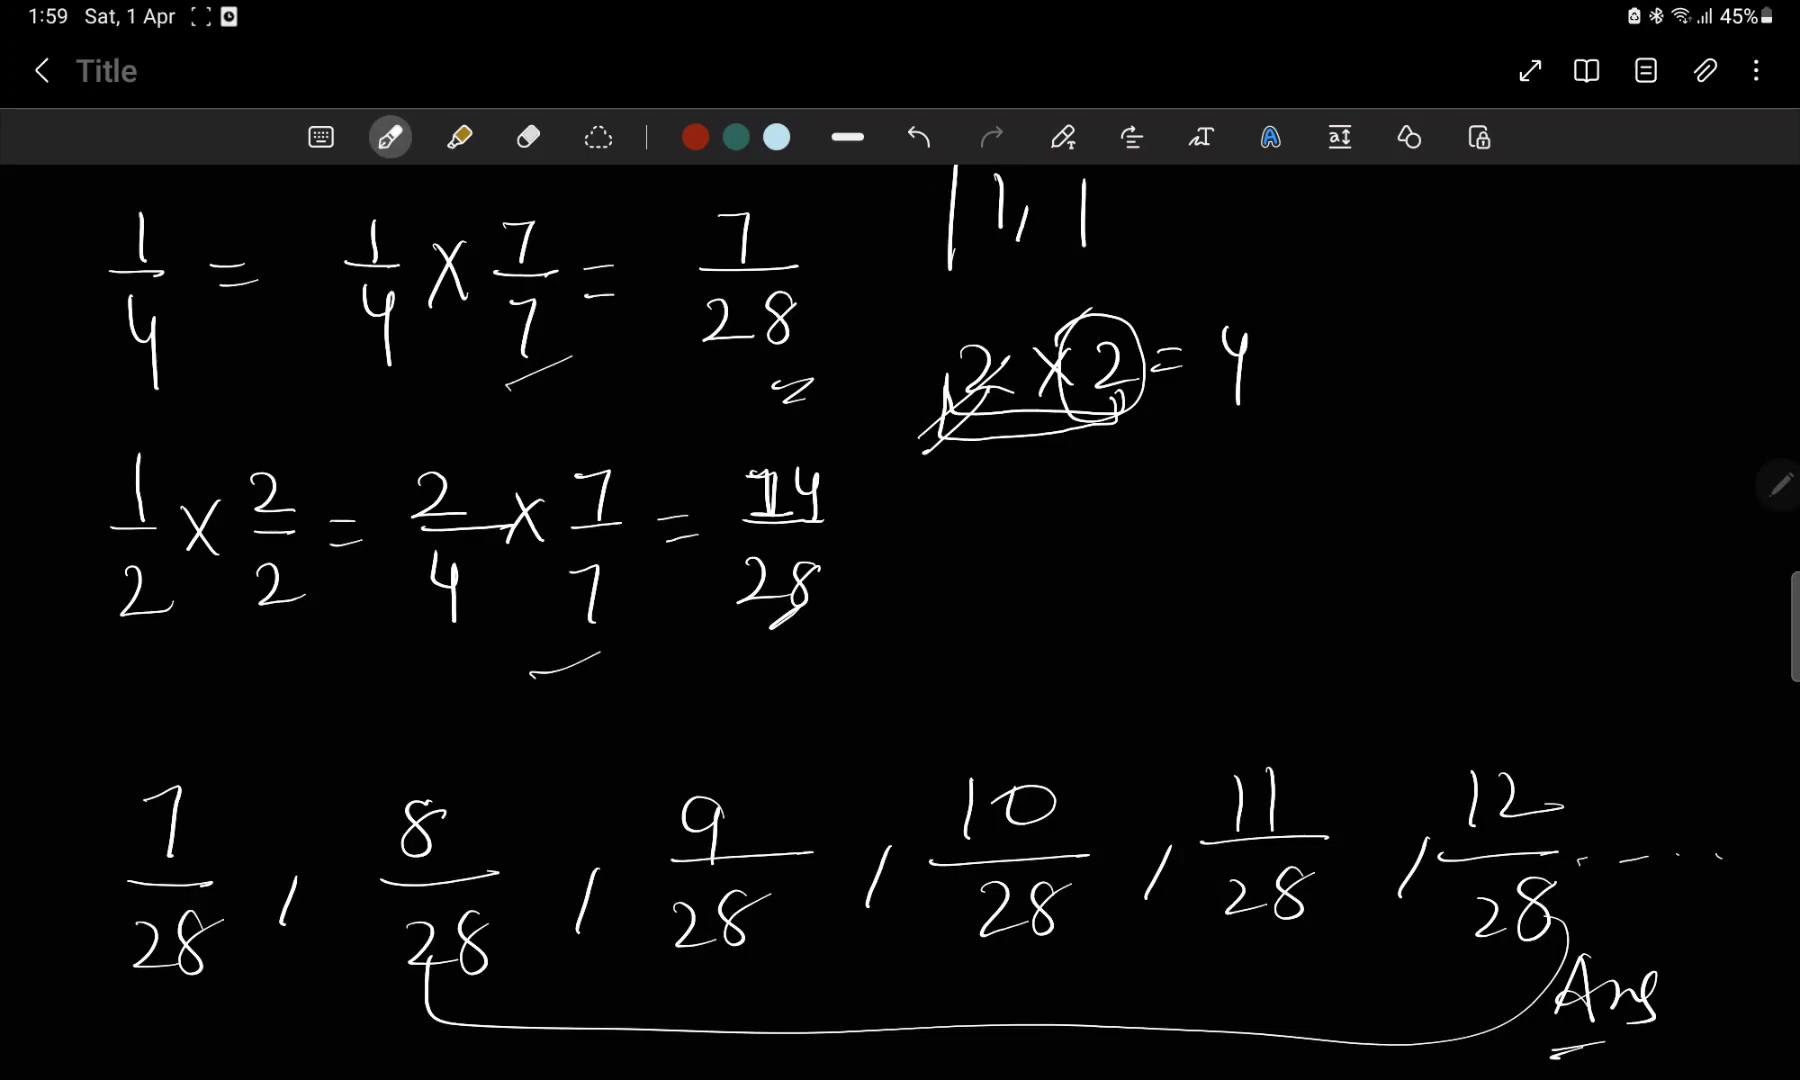 1:59 Sat, 1 Apr 45%
Title
1, 1
1/4 = 1/4 × 7/7 = 7/28
2 × 2 = 4
1/2 × 2/2 = 2/4 × 7/7 = 14/28
7/28 , 8/28 , 9/28 , 10/28 , 11/28 , 12/28 . - . .
Ans